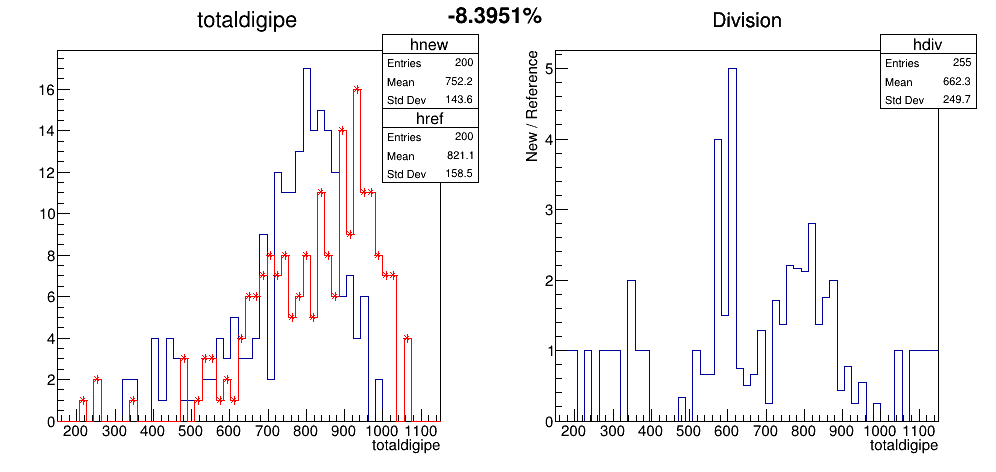 -8.3951%
totaldigipe
hnew
Entries 200
Mean 752.2
Std Dev 143.6
href
Entries 200
Mean 821.1
Std Dev 158.5
0
2
4
6
8
10
12
14
16
200 300 400 500 600 700 800 900 1000 1100
totaldigipe
Division
hdiv
Entries 255
Mean 662.3
Std Dev 249.7
New / Reference
0
1
2
3
4
5
200 300 400 500 600 700 800 900 1000 1100
totaldigipe